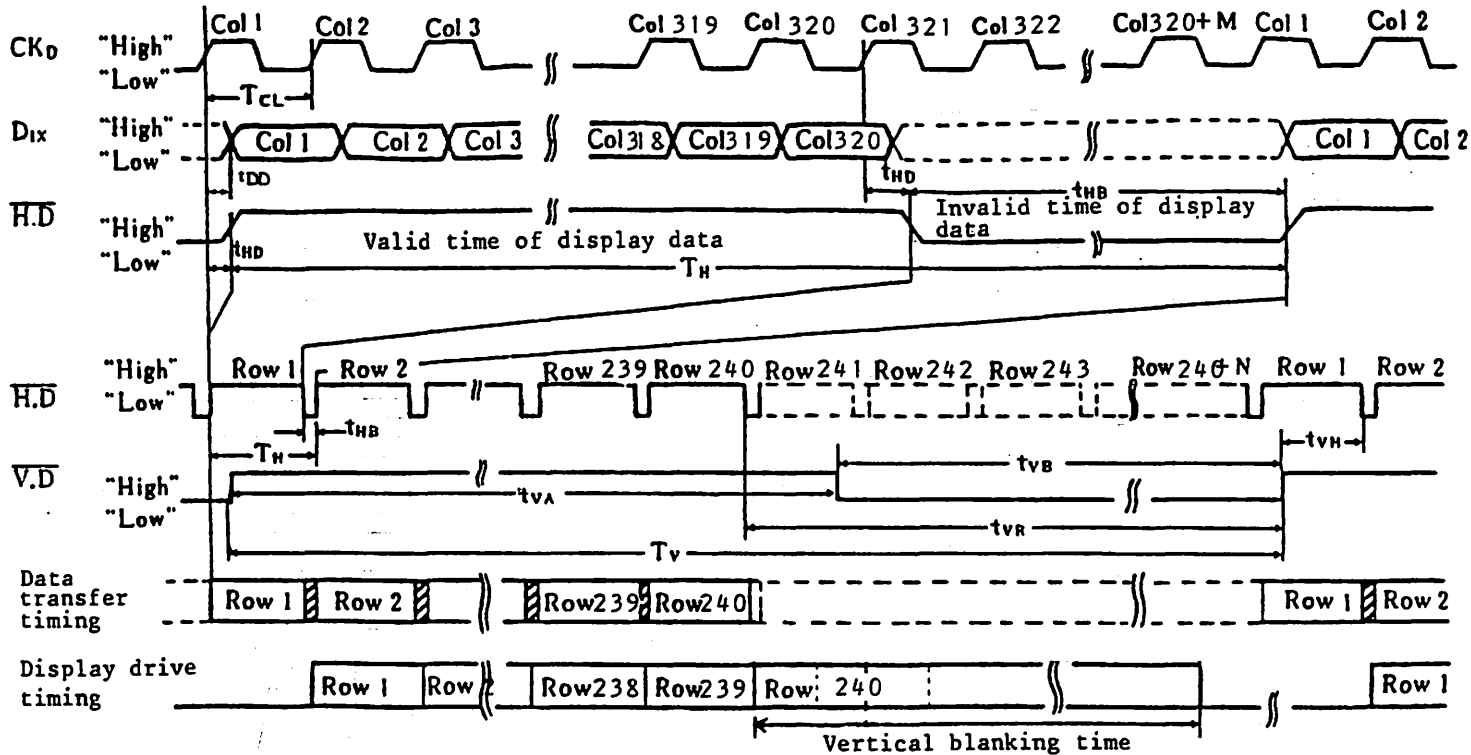 Col 1 Col 2 Col 3 Col 319 Col 320 Col 321 Col 322 Col320+M Col 1 Col 2
CKD "High"
"Low"
TCL
DIX "High" Col 1 Col 2 Col 3 Col318 Col319 Col320 Col 1 Col 2
"Low"
tDD tHD tHB
H.D "High" Invalid time of display
data
"Low" tHD Valid time of display data
TH
"High" Row 1 Row 2 Row 239 Row 240 Row241 Row242 Row243 Row240+N Row 1 Row 2
H.D "Low"
tHB tVH
TH
V.D "High" tVB
"Low" tVA
tVR
TV
Data
transfer Row 1 Row 2 Row239 Row240 Row 1 Row 2
timing
Display drive
timing Row 1 Row 2 Row238 Row239 Row 240 Row 1
Vertical blanking time